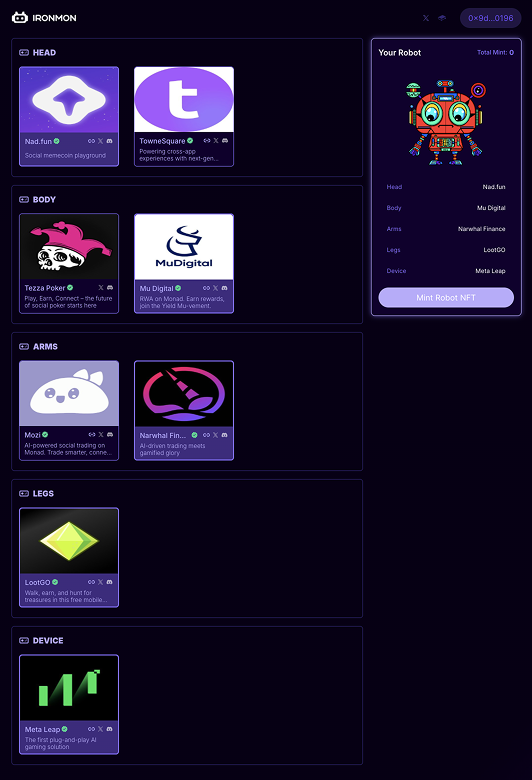 IRONMON
0x9d...0196
HEAD
Nad.fun
Social memecoin playground
t
TowneSquare
Powering cross-app
experiences with next-gen...
BODY
Tezza Poker
Play, Earn, Connect – the future
of social poker starts here
MuDigital
Mu Digital
RWA on Monad. Earn rewards,
join the Yield Mu-vement.
ARMS
Mozi
AI-powered social trading on
Monad. Trade smarter, conne...
Narwhal Fin...
AI-driven trading meets
gamified glory
LEGS
LootGO
Walk, earn, and hunt for
treasures in this free mobile...
DEVICE
Meta Leap
The first plug-and-play AI
gaming solution
Your Robot
Total Mint: 0
Head Nad.fun
Body Mu Digital
Arms Narwhal Finance
Legs LootGO
Device Meta Leap
Mint Robot NFT